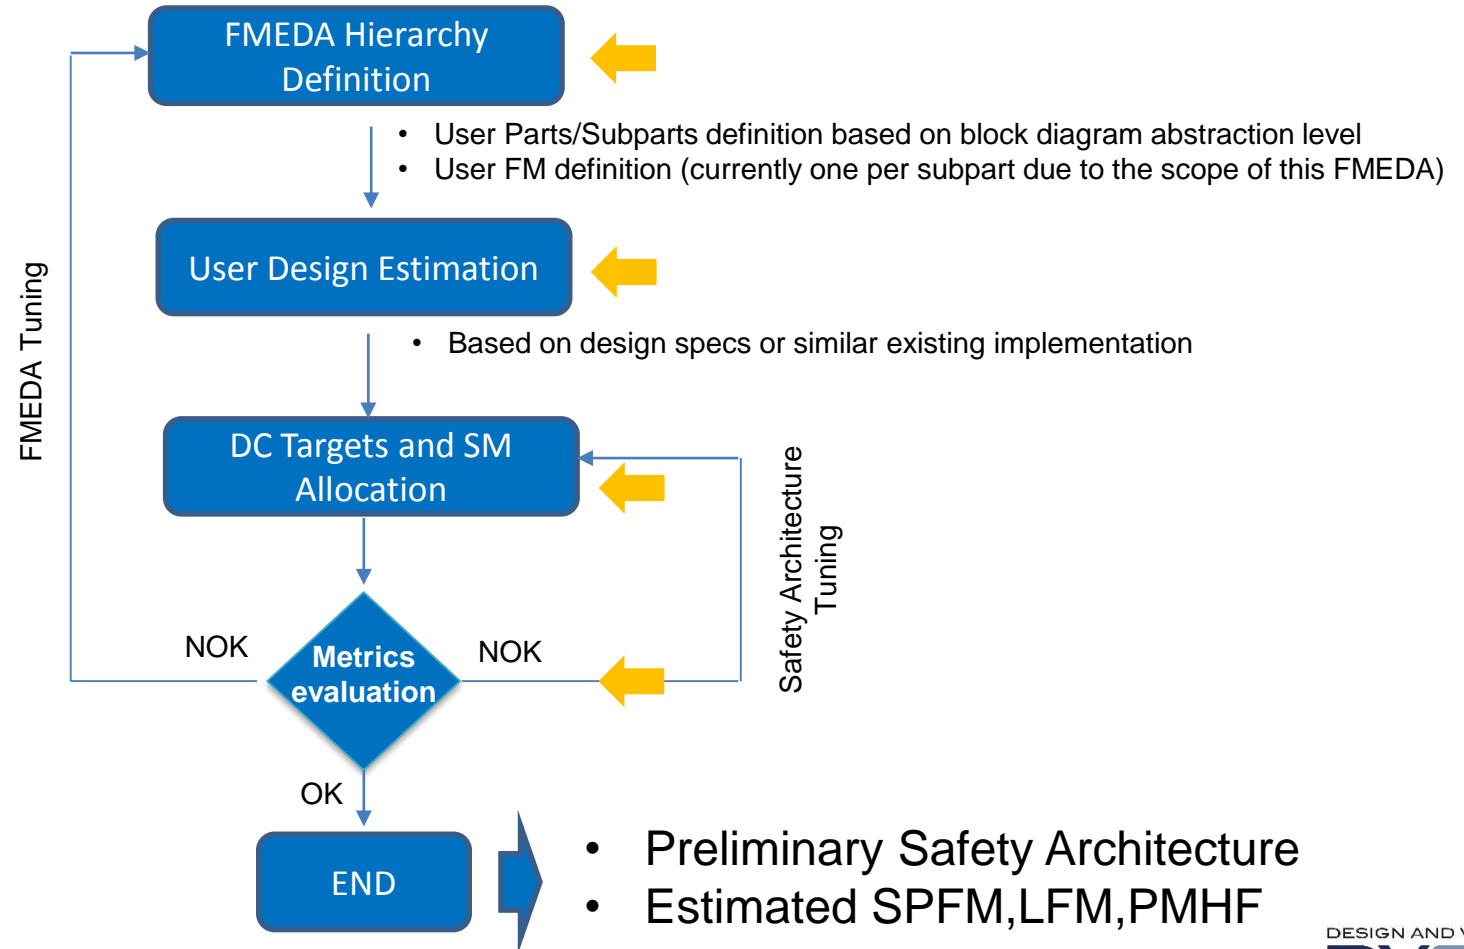 FMEDA Hierarchy
Definition
• User Parts/Subparts definition based on block diagram abstraction level
• User FM definition (currently one per subpart due to the scope of this FMEDA)
User Design Estimation
• Based on design specs or similar existing implementation
FMEDA Tuning
DC Targets and SM
Allocation
Safety Architecture
Tuning
NOK
Metrics
evaluation
NOK
OK
END
• Preliminary Safety Architecture
• Estimated SPFM,LFM,PMHF
DESIGN AND